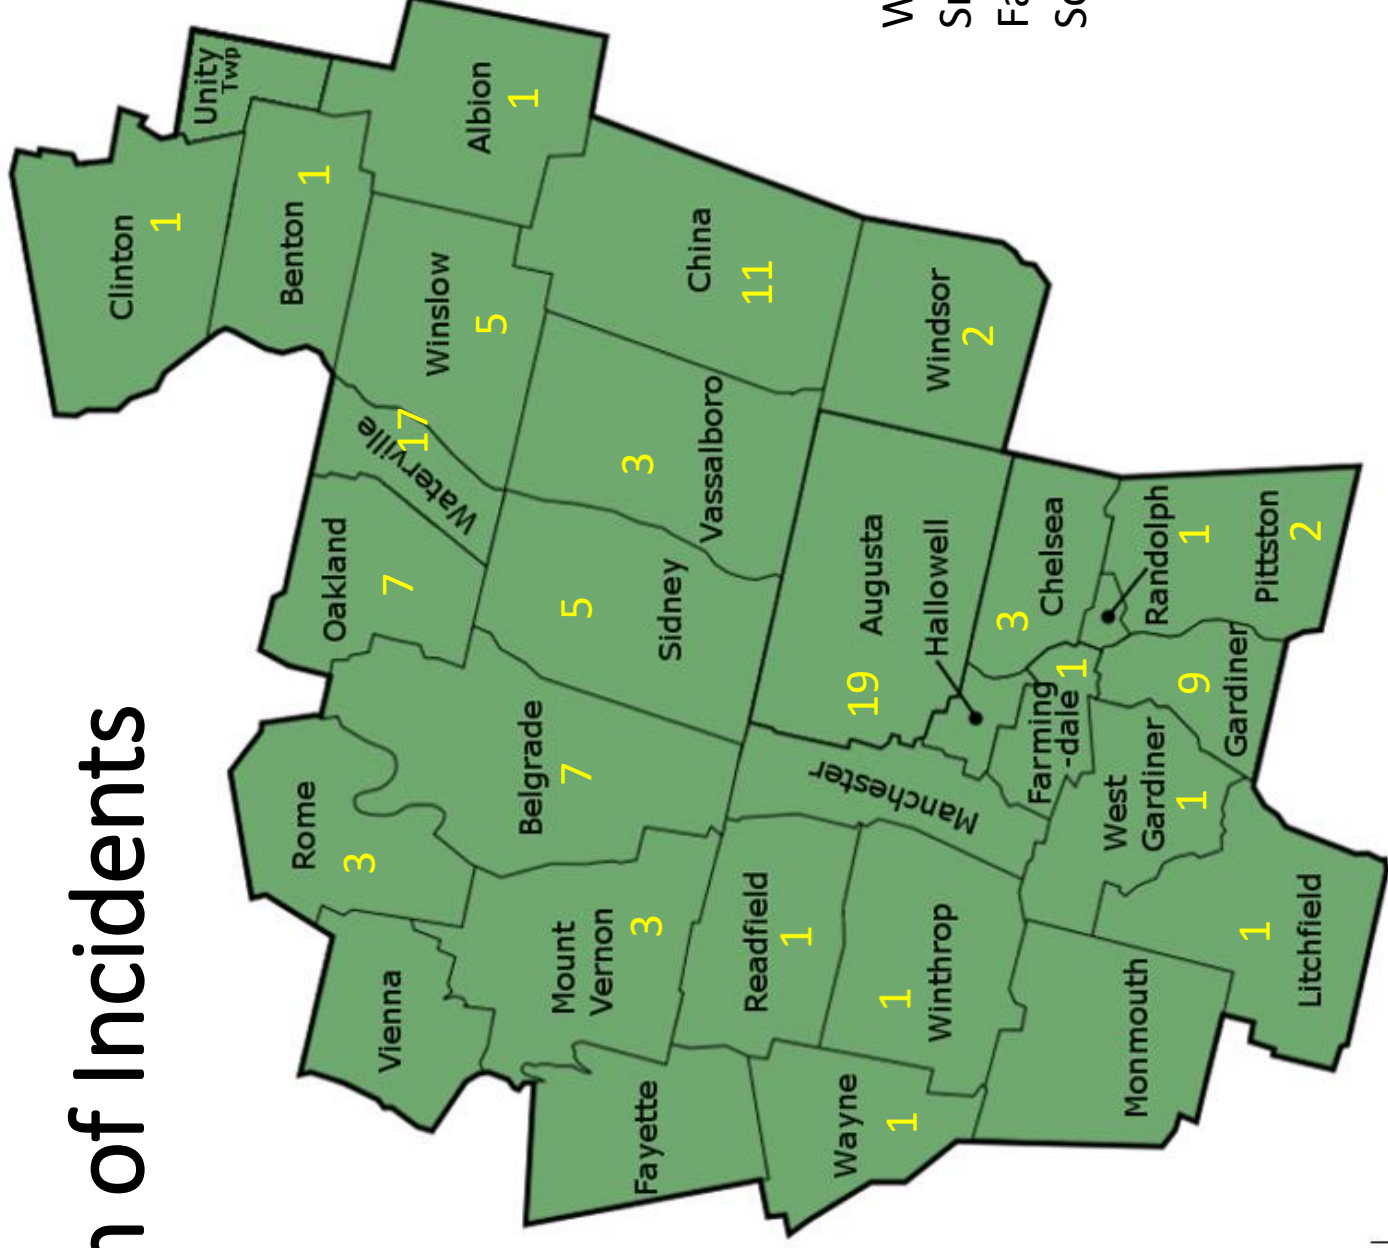 of Incidents
Clinton
1
Unity
Twp
Benton
1
Rome
3
Oakland
7
Vienna
Waterville
17
Winslow
5
Albion
1
Belgrade
7
Mount
Vernon
3
Sidney
5
Fayette
Vassalboro
3
China
11
Readfield
1
Wayne
1
Manchester
Winthrop
1
Augusta
19
Hallowell
Windsor
2
Farming
-dale
1
Chelsea
3
Monmouth
West
Gardiner
1
Randolph
1
Gardiner
9
Pittston
2
Litchfield
1